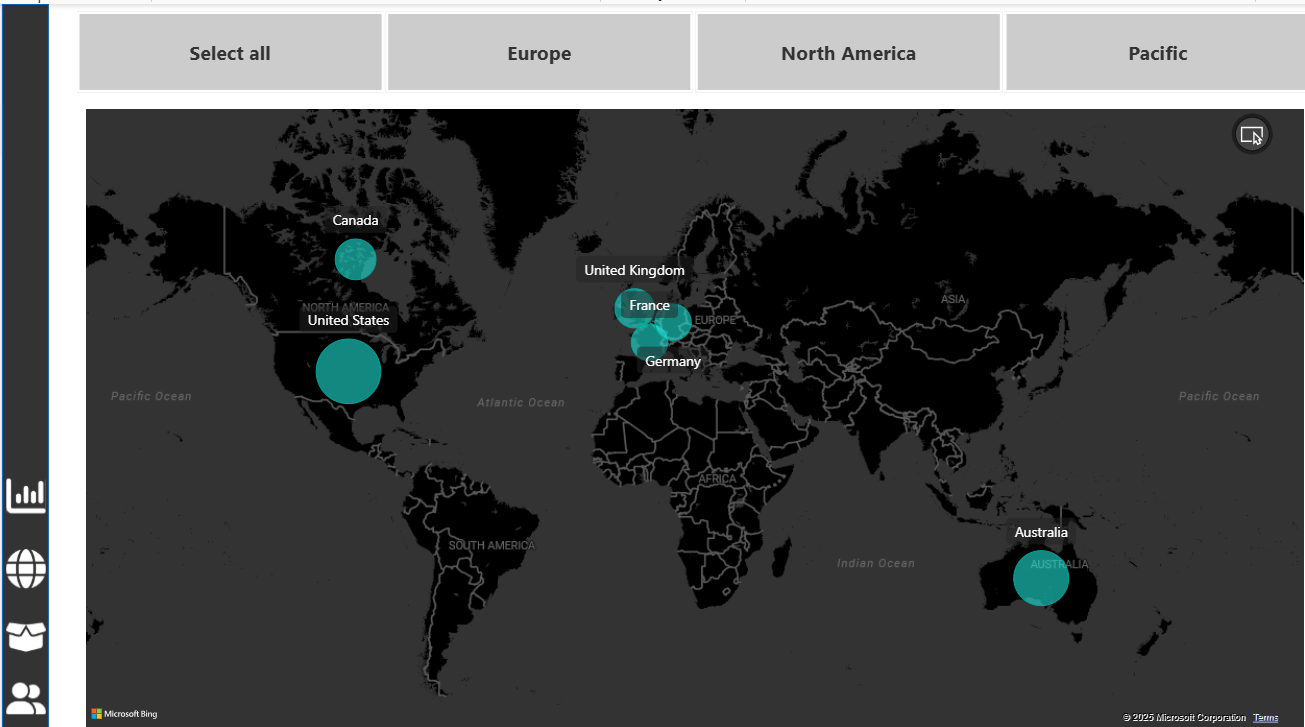 Select all
Europe
North America
Pacific
Canada
United Kingdom
NORTH AMERICA
ASIA
France
United States
EUROPE
Germany
Pacific Ocean
Atlantic Ocean
Pacific Ocean
AFRICA
Australia
SOUTH AMERICA
Indian Ocean
AUSTRALIA
Microsoft Bing
© 2025 Microsoft Corporation Terms